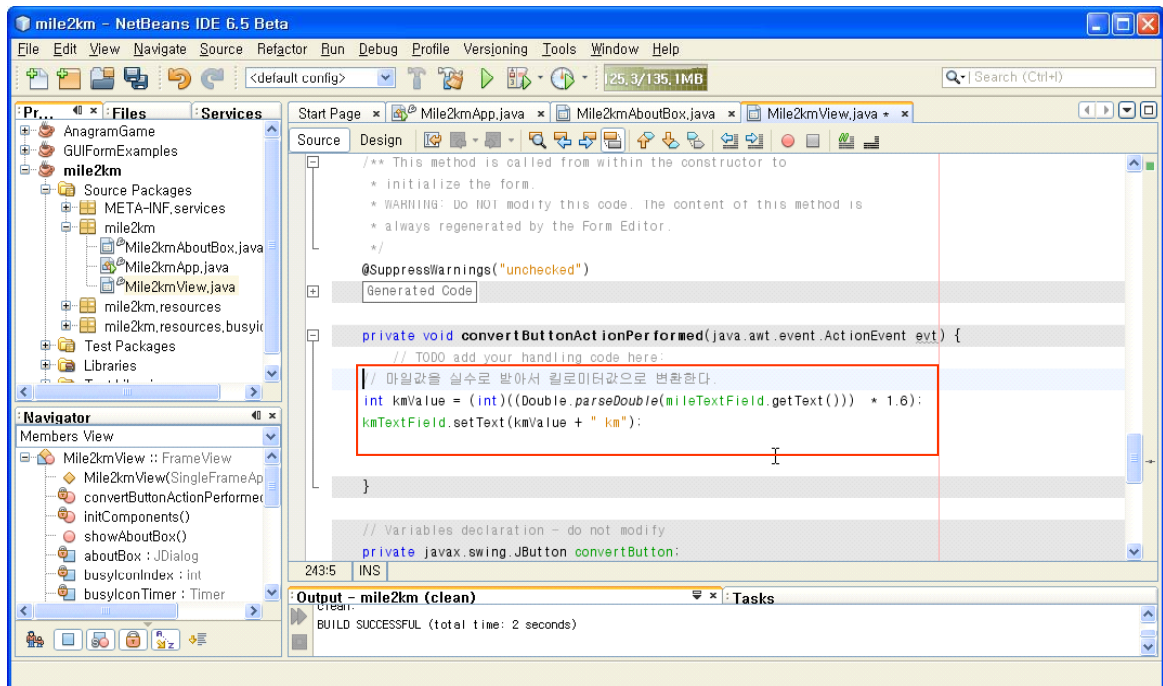 mile2km - NetBeans IDE 6.5 Beta
File Edit View Navigate Source Refactor Run Debug Profile Versioning Tools Window Help
<default config> 125,3/135,1MB Search (Ctrl+I)
Pr... Files Services
AnagramGame
GUIFormExamples
mile2km
Source Packages
META-INF,services
mile2km
Mile2kmAboutBox,java
Mile2kmApp,java
Mile2kmView,java
mile2km,resources
mile2km,resources,busyic
Test Packages
Libraries
Navigator
Members View
Mile2kmView :: FrameView
Mile2kmView(SingleFrameAp
convertButtonActionPerformed
initComponents()
showAboutBox()
aboutBox : JDialog
busyIconIndex : int
busyIconTimer : Timer
Start Page Mile2kmApp,java Mile2kmAboutBox,java Mile2kmView,java *
Source Design
/** This method is called from within the constructor to
* initialize the form.
* WARNING: Do NOT modify this code. The content of this method is
* always regenerated by the Form Editor.
*/
@SuppressWarnings("unchecked")
Generated Code
private void convertButtonActionPerformed(java.awt.event.ActionEvent evt) {
// TODO add your handling code here:
// 마일값을 실수로 받아서 킬로미터값으로 변환한다.
int kmValue = (int)((Double.parseDouble(mileTextField.getText())) * 1.6);
kmTextField.setText(kmValue + " km");
}
// Variables declaration - do not modify
private javax.swing.JButton convertButton;
243:5 INS
Output - mile2km (clean) Tasks
clean:
BUILD SUCCESSFUL (total time: 2 seconds)